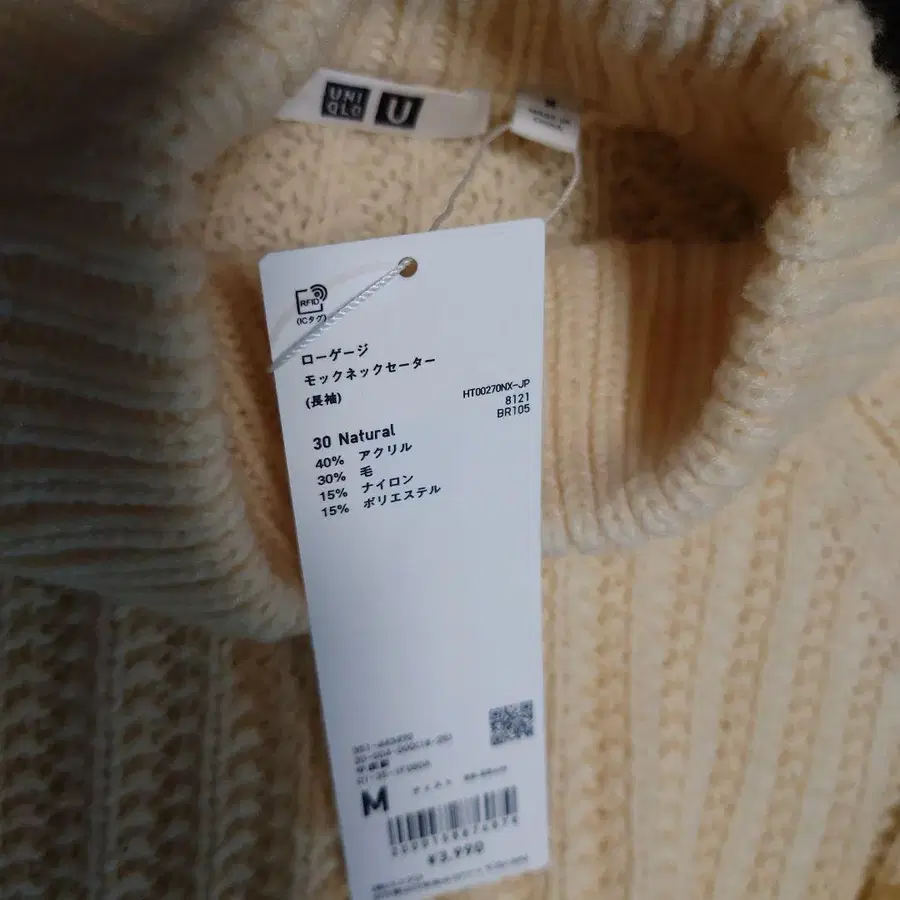 UNI
QLO
U
M
RFID
(ICタグ)
ローゲージ
モックネックセーター
(長袖)
HT00270NX-JP
8121
BR105
30 Natural
40% アクリル
30% 毛
15% ナイロン
15% ポリエステル
M
¥3,990